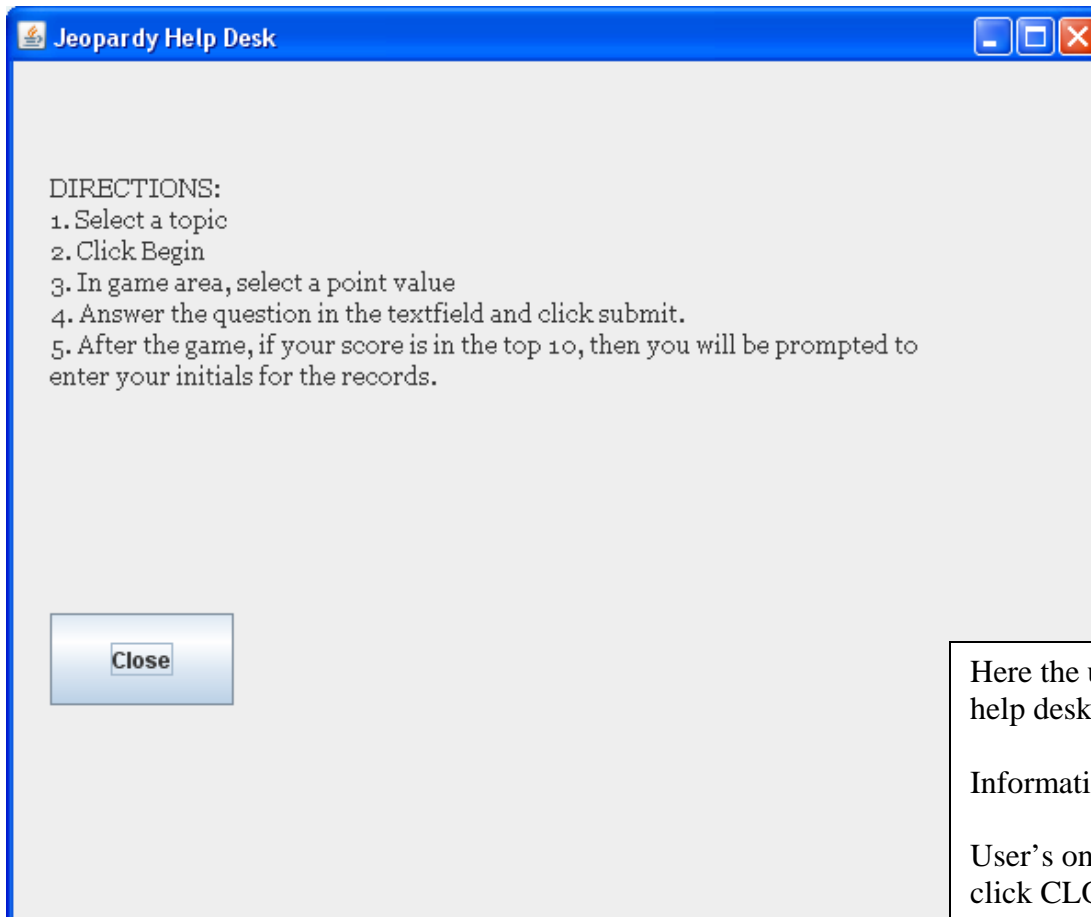 Jeopardy Help Desk
DIRECTIONS:
1. Select a topic
2. Click Begin
3. In game area, select a point value
4. Answer the question in the textfield and click submit.
5. After the game, if your score is in the top 10, then you will be prompted to
enter your initials for the records.
Close
Here the
help desk
User's
click